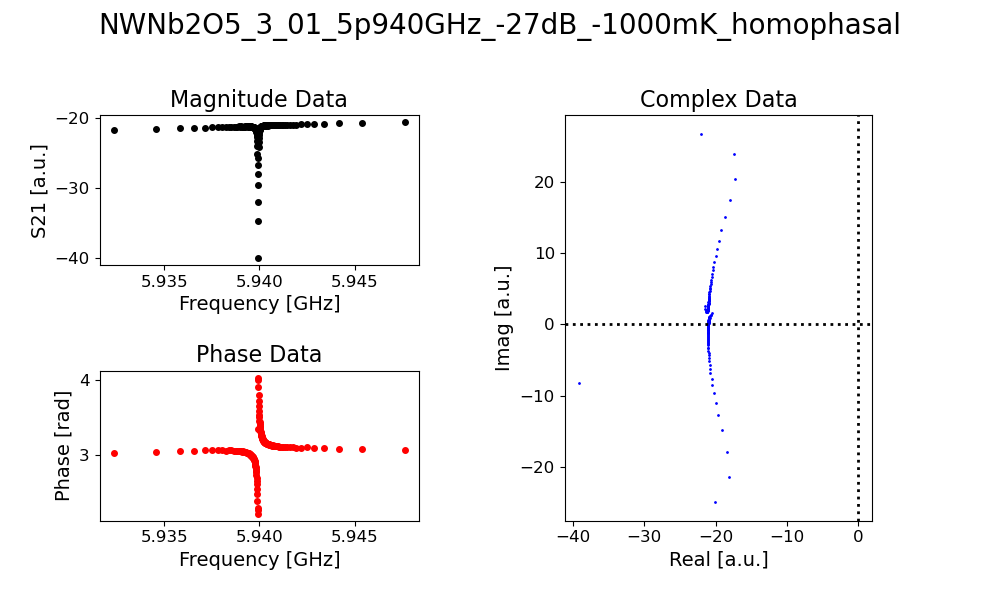 NWNb2O5_3_01_5p940GHz_-27dB_-1000mK_homophasal
Magnitude Data
S21 [a.u.]
−20
−30
−40
5.935 5.940 5.945
Frequency [GHz]
Phase Data
Phase [rad]
4
3
5.935 5.940 5.945
Frequency [GHz]
Complex Data
Imag [a.u.]
20
10
0
−10
−20
−40 −30 −20 −10 0
Real [a.u.]